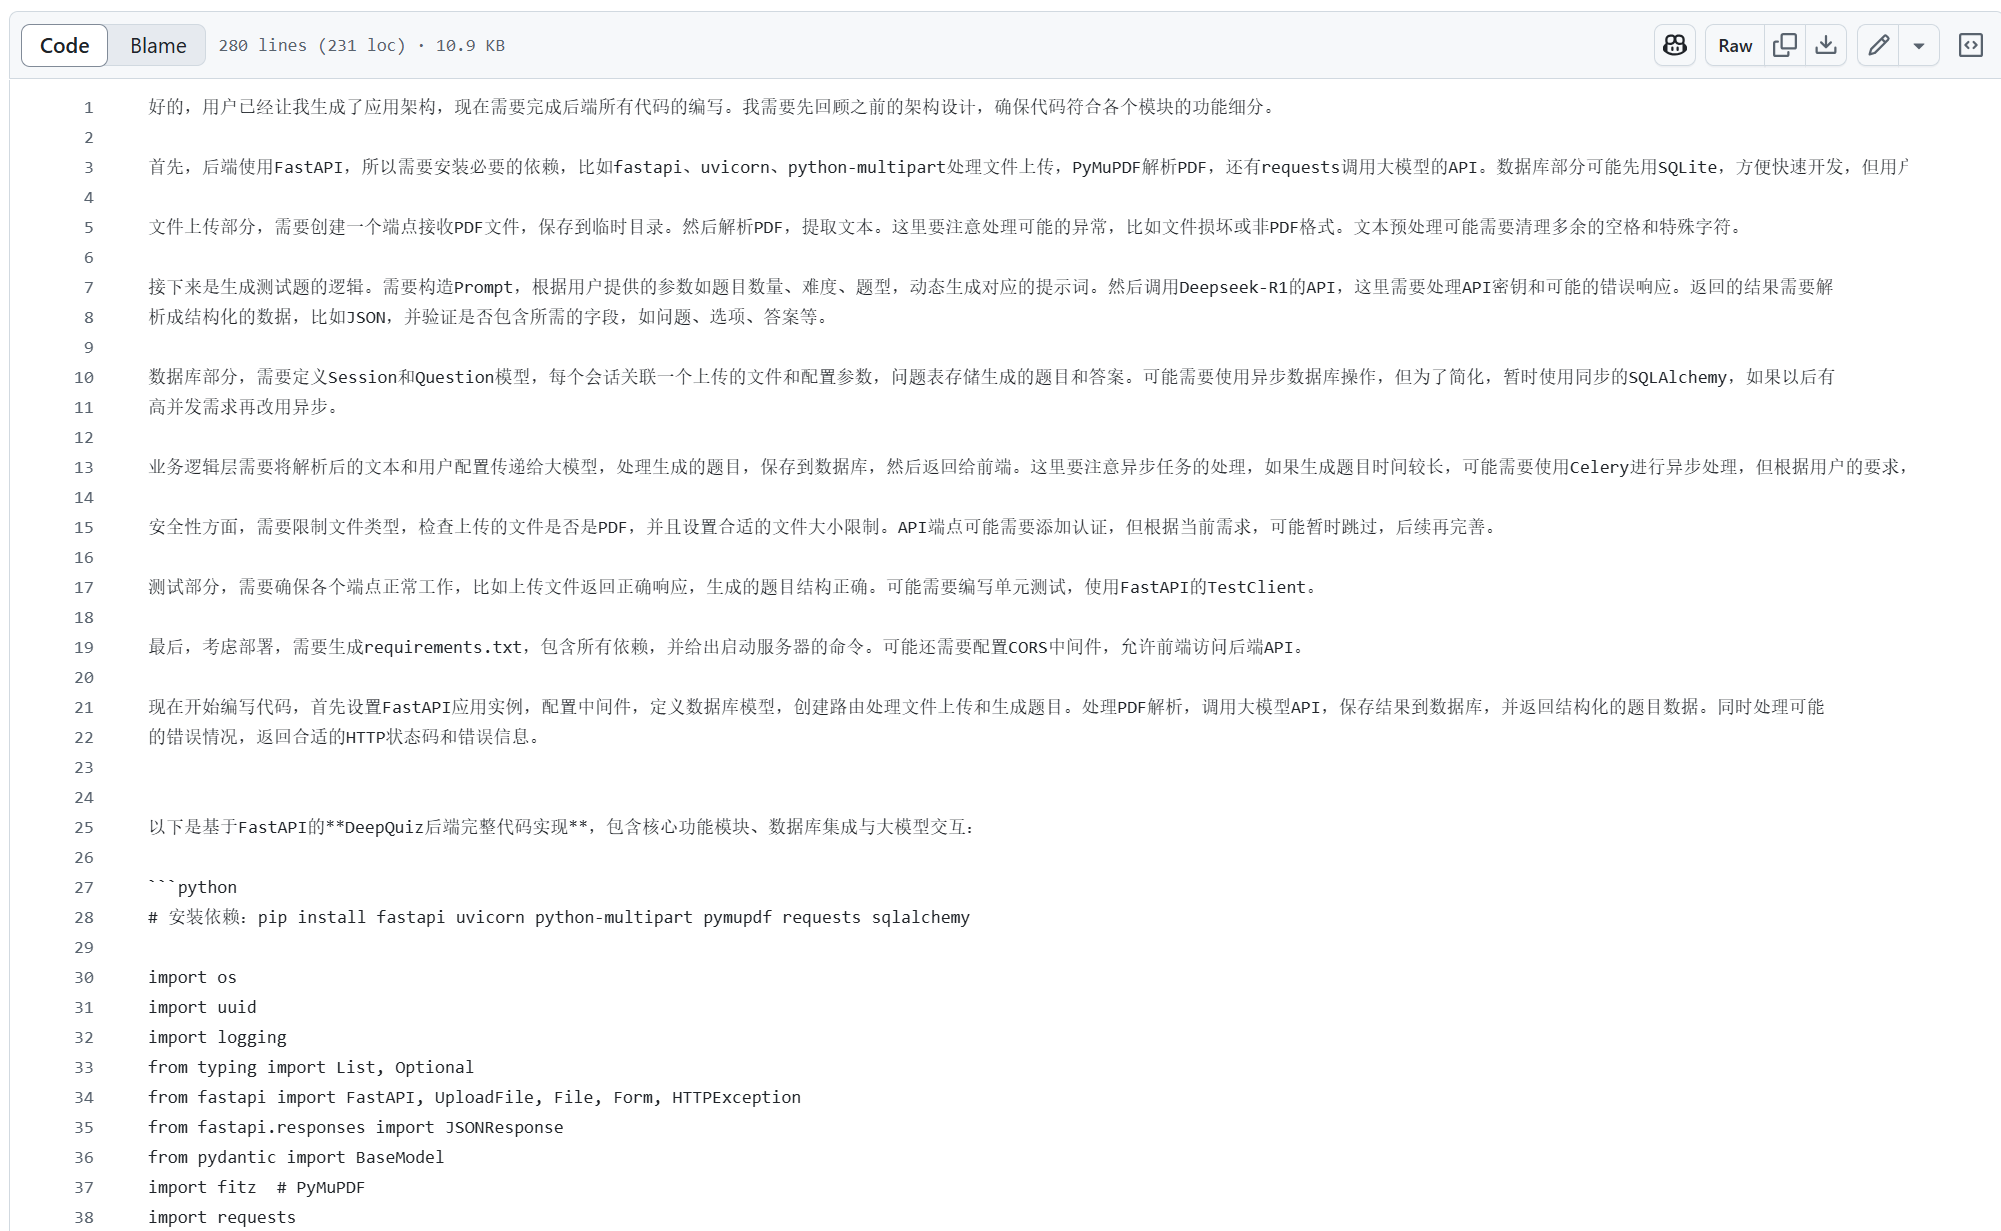 Code Blame 280 lines (231 loc) · 10.9 KB Raw
1 好的，用户已经让我生成了应用架构，现在需要完成后端所有代码的编写。我需要先回顾之前的架构设计，确保代码符合各个模块的功能细分。
2
3 首先，后端使用FastAPI，所以需要安装必要的依赖，比如fastapi、uvicorn、python-multipart处理文件上传，PyMuPDF解析PDF，还有requests调用大模型的API。数据库部分可能先用SQLite，方便快速开发，但用户
4
5 文件上传部分，需要创建一个端点接收PDF文件，保存到临时目录。然后解析PDF，提取文本。这里要注意处理可能的异常，比如文件损坏或非PDF格式。文本预处理可能需要清理多余的空格和特殊字符。
6
7 接下来是生成测试题的逻辑。需要构造Prompt，根据用户提供的参数如题目数量、难度、题型，动态生成对应的提示词。然后调用Deepseek-R1的API，这里需要处理API密钥和可能的错误响应。返回的结果需要解
8 析成结构化的数据，比如JSON，并验证是否包含所需的字段，如问题、选项、答案等。
9
10 数据库部分，需要定义Session和Question模型，每个会话关联一个上传的文件和配置参数，问题表存储生成的题目和答案。可能需要使用异步数据库操作，但为了简化，暂时使用同步的SQLAlchemy，如果以后有
11 高并发需求再改用异步。
12
13 业务逻辑层需要将解析后的文本和用户配置传递给大模型，处理生成的题目，保存到数据库，然后返回给前端。这里要注意异步任务的处理，如果生成题目时间较长，可能需要使用Celery进行异步处理，但根据用户的要求，
14
15 安全性方面，需要限制文件类型，检查上传的文件是否是PDF，并且设置合适的文件大小限制。API端点可能需要添加认证，但根据当前需求，可能暂时跳过，后续再完善。
16
17 测试部分，需要确保各个端点正常工作，比如上传文件返回正确响应，生成的题目结构正确。可能需要编写单元测试，使用FastAPI的TestClient。
18
19 最后，考虑部署，需要生成requirements.txt，包含所有依赖，并给出启动服务器的命令。可能还需要配置CORS中间件，允许前端访问后端API。
20
21 现在开始编写代码，首先设置FastAPI应用实例，配置中间件，定义数据库模型，创建路由处理文件上传和生成题目。处理PDF解析，调用大模型API，保存结果到数据库，并返回结构化的题目数据。同时处理可能
22 的错误情况，返回合适的HTTP状态码和错误信息。
23
24
25 以下是基于FastAPI的**DeepQuiz后端完整代码实现**，包含核心功能模块、数据库集成与大模型交互：
26
27 ```python
28 # 安装依赖：pip install fastapi uvicorn python-multipart pymupdf requests sqlalchemy
29
30 import os
31 import uuid
32 import logging
33 from typing import List, Optional
34 from fastapi import FastAPI, UploadFile, File, Form, HTTPException
35 from fastapi.responses import JSONResponse
36 from pydantic import BaseModel
37 import fitz  # PyMuPDF
38 import requests